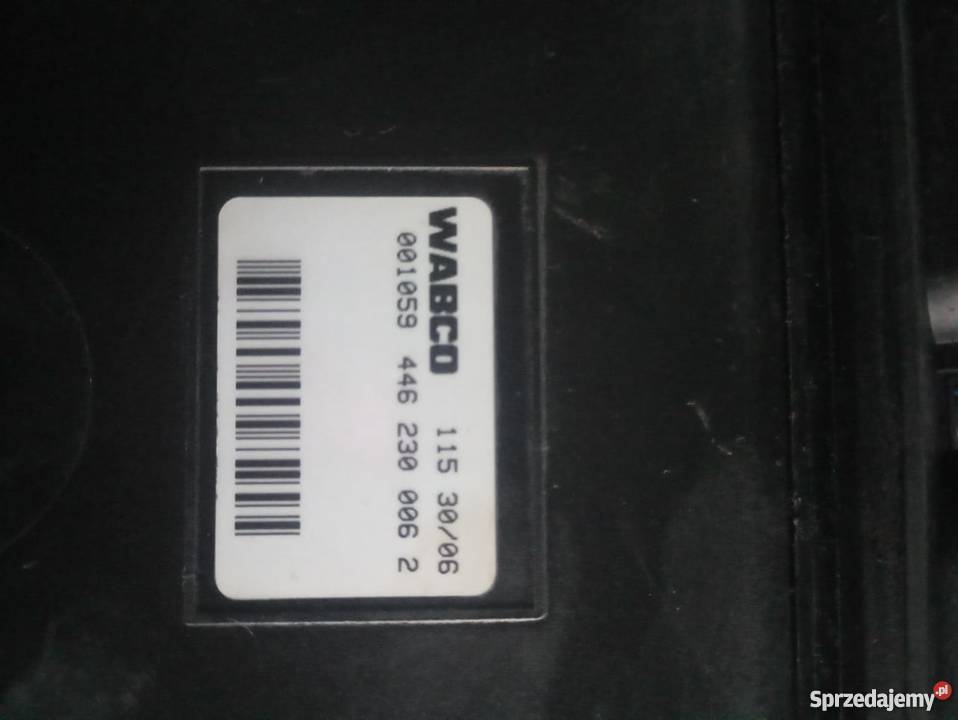 WABCO 115 30/06
001059 446 230 006 2
Sprzedajemy.pl